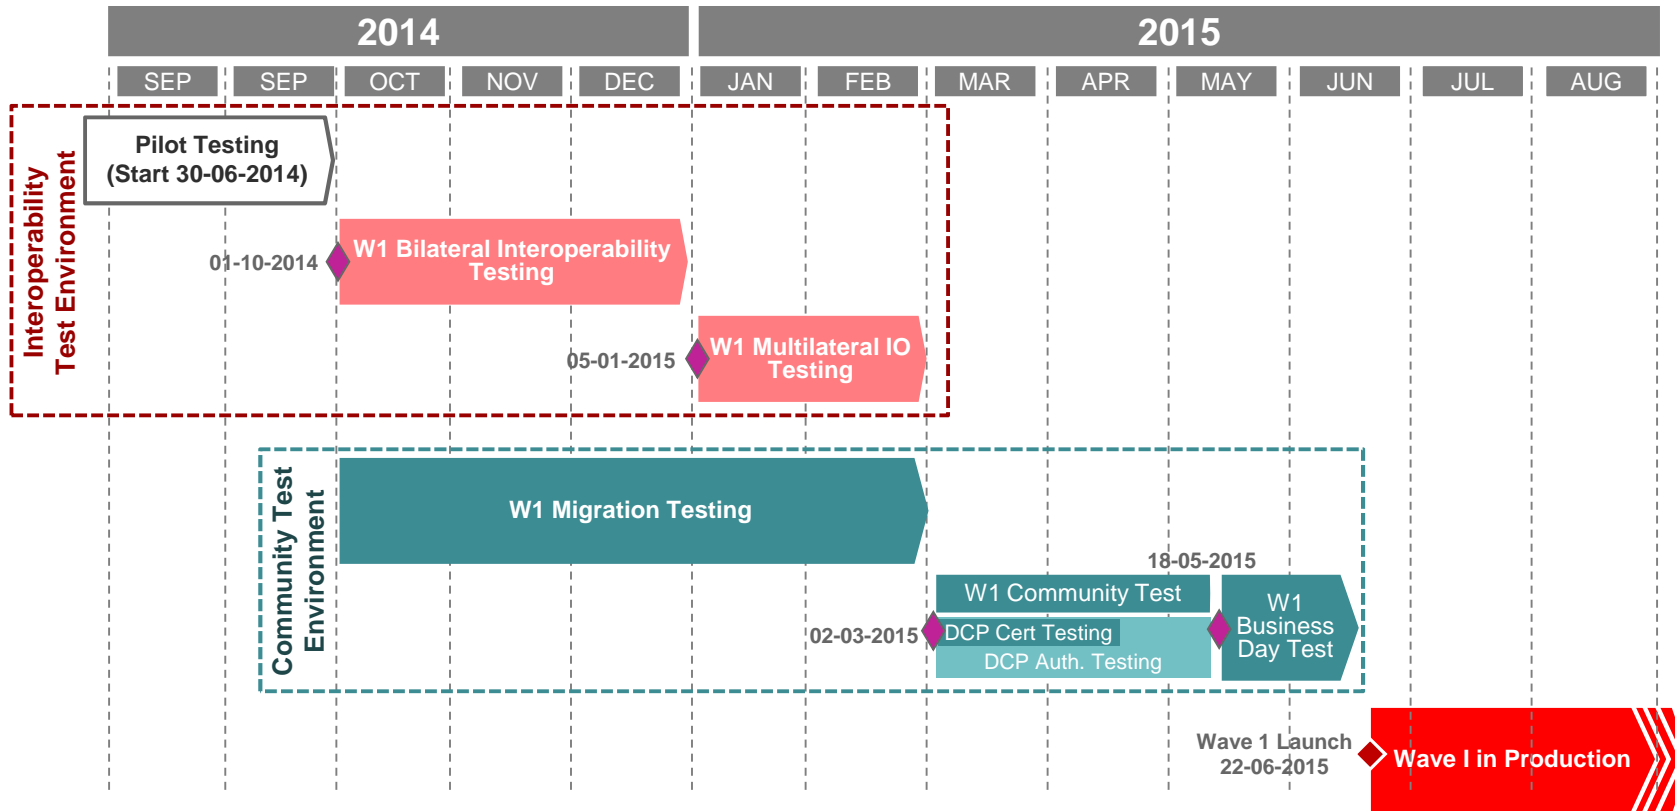 2014
2015
SEP
SEP
OCT
NOV
DEC
JAN
FEB
MAR
APR
MAY
JUN
JUL
AUG
Interoperability
Test Environment
Pilot Testing
(Start 30-06-2014)
01-10-2014
W1 Bilateral Interoperability
Testing
05-01-2015
W1 Multilateral IO
Testing
Community Test
Environment
W1 Migration Testing
18-05-2015
02-03-2015
W1 Community Test
DCP Cert Testing
DCP Auth. Testing
W1
Business
Day Test
Wave 1 Launch
22-06-2015
Wave I in Production